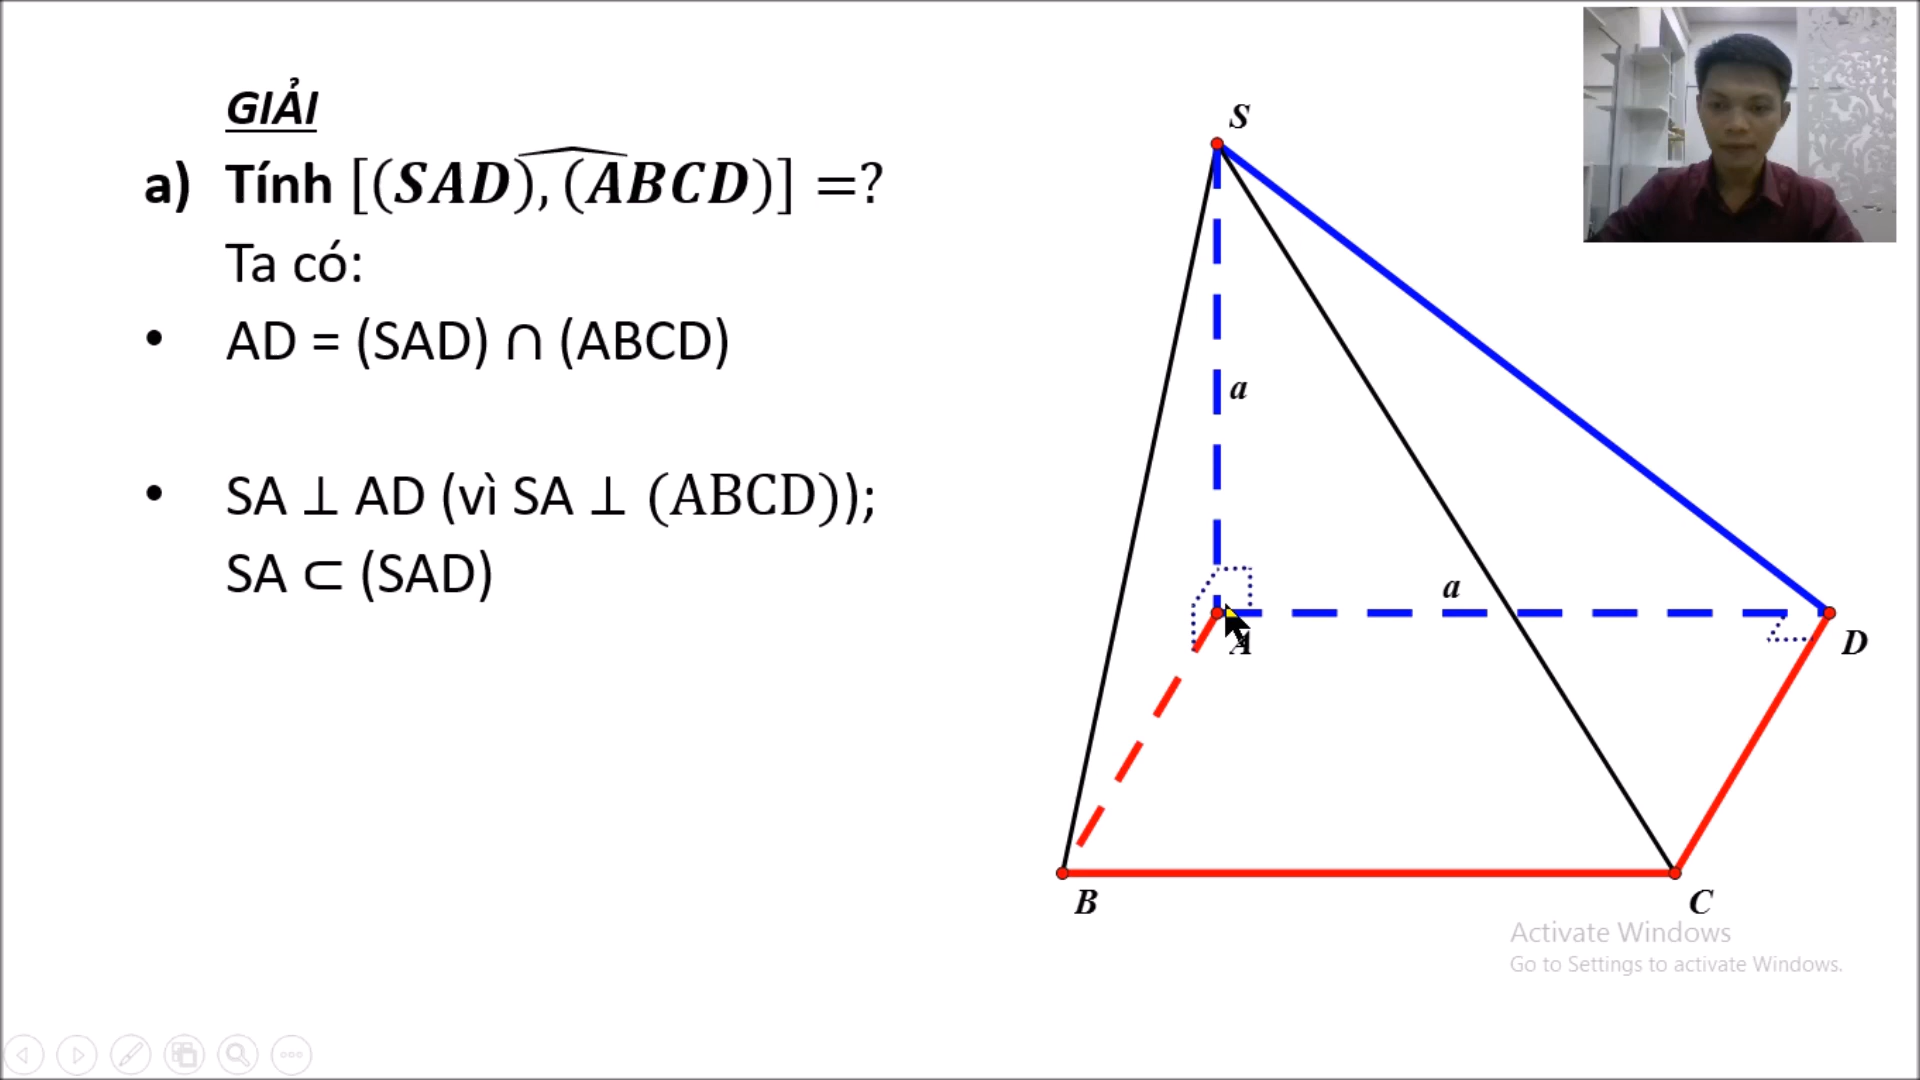 GIẢI
a) Tính [(SAD), (ABCD)] =?
Ta có:
• AD = (SAD) ∩ (ABCD)
• SA ⊥ AD (vì SA ⊥ (ABCD));
SA ⊂ (SAD)
S
a
a
A
D
B
C
Activate Windows
Go to Settings to activate Windows.